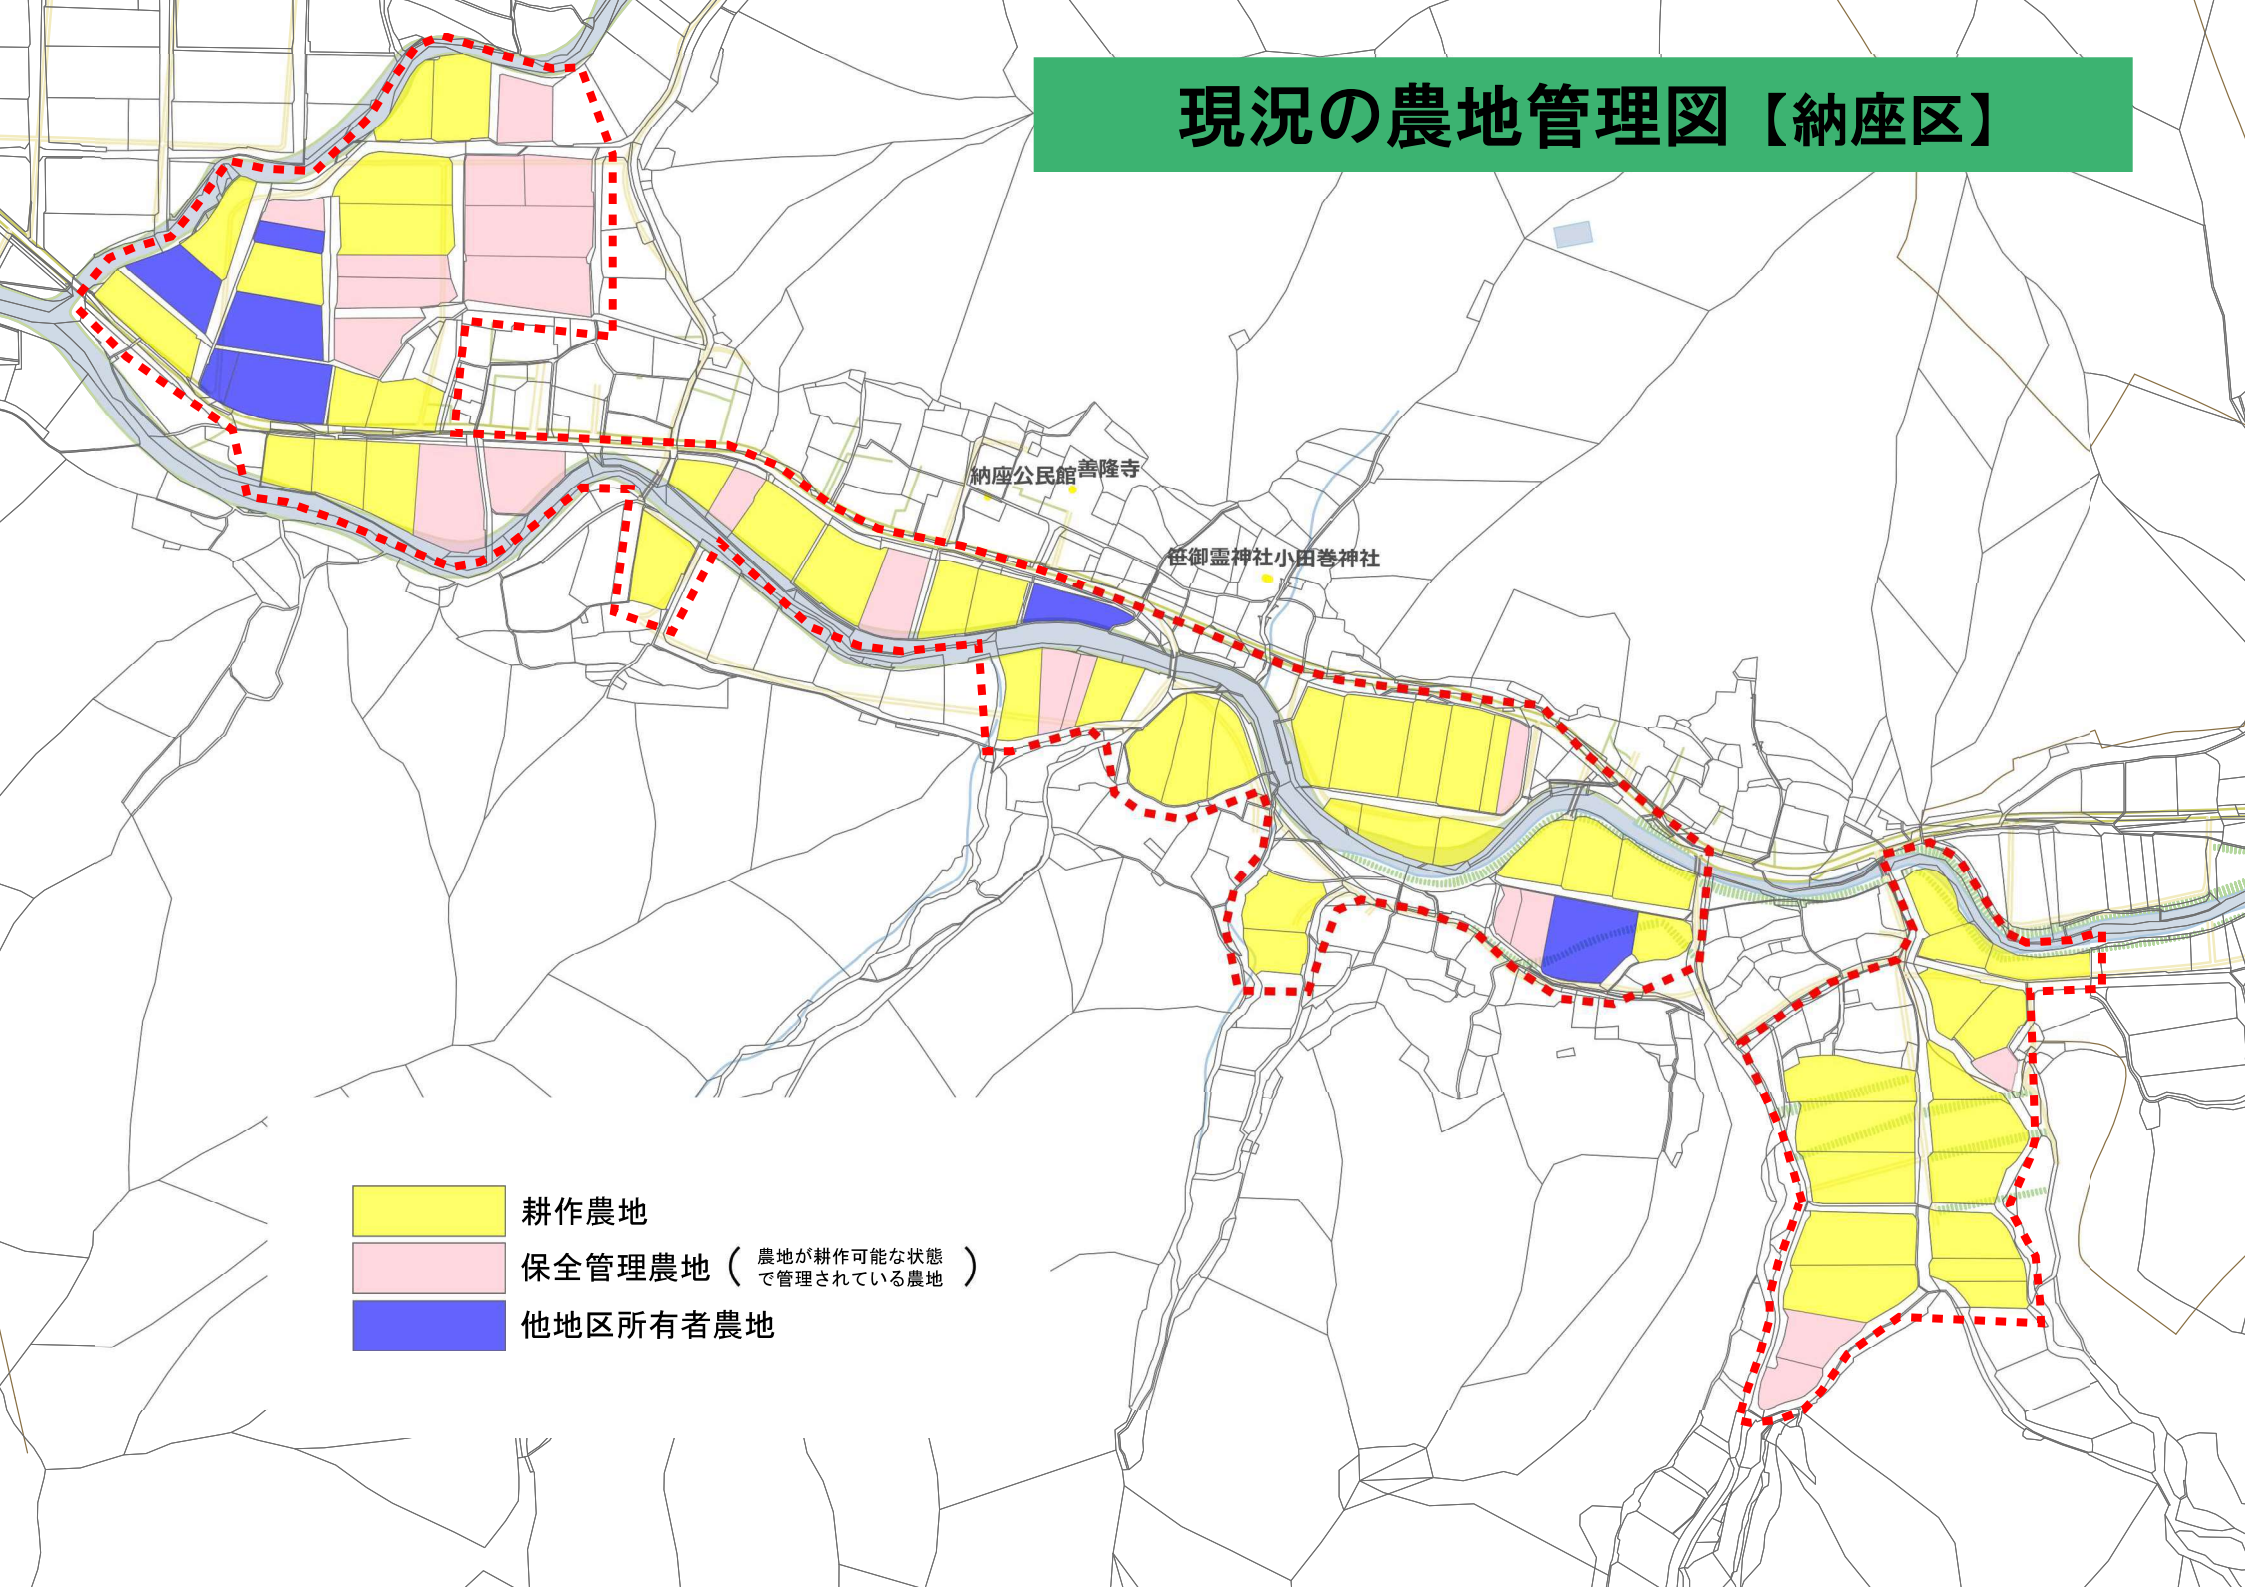 現況の農地管理図【納座区】
納座公民館
善隆寺
笹御霊神社
小田巻神社
耕作農地
保全管理農地(農地が耕作可能な状態
で管理されている農地)
他地区所有者農地